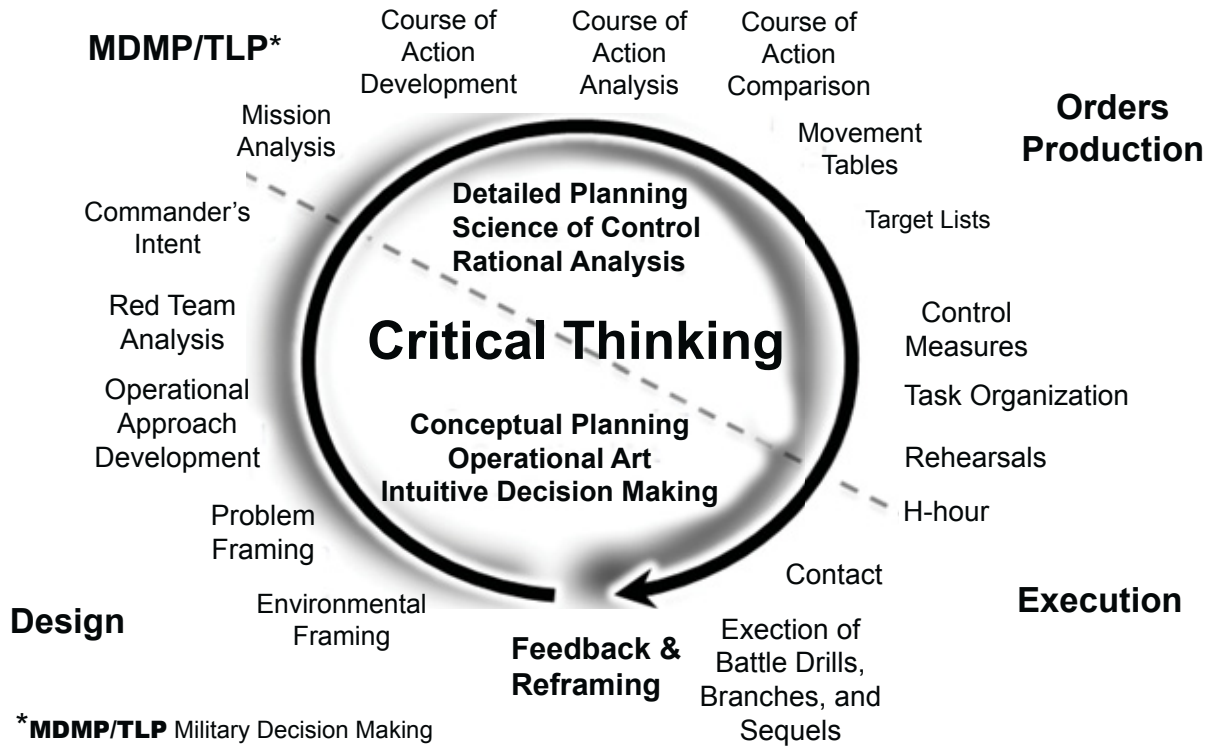 MDMP/TLP*
Course of
Action
Development
Course of
Action
Analysis
Course of
Action
Comparison
Mission
Analysis
Movement
Tables
Orders
Production
Commander's
Intent
Target Lists
Detailed Planning
Science of Control
Rational Analysis
Red Team
Analysis
Critical Thinking
Control
Measures
Operational
Approach
Development
Task Organization
Conceptual Planning
Operational Art
Intuitive Decision Making
Rehearsals
Problem
Framing
H-hour
Contact
Design
Environmental
Framing
Execution
Feedback &
Reframing
Exection of
Battle Drills,
Branches, and
Sequels
*MDMP/TLP Military Decision Making